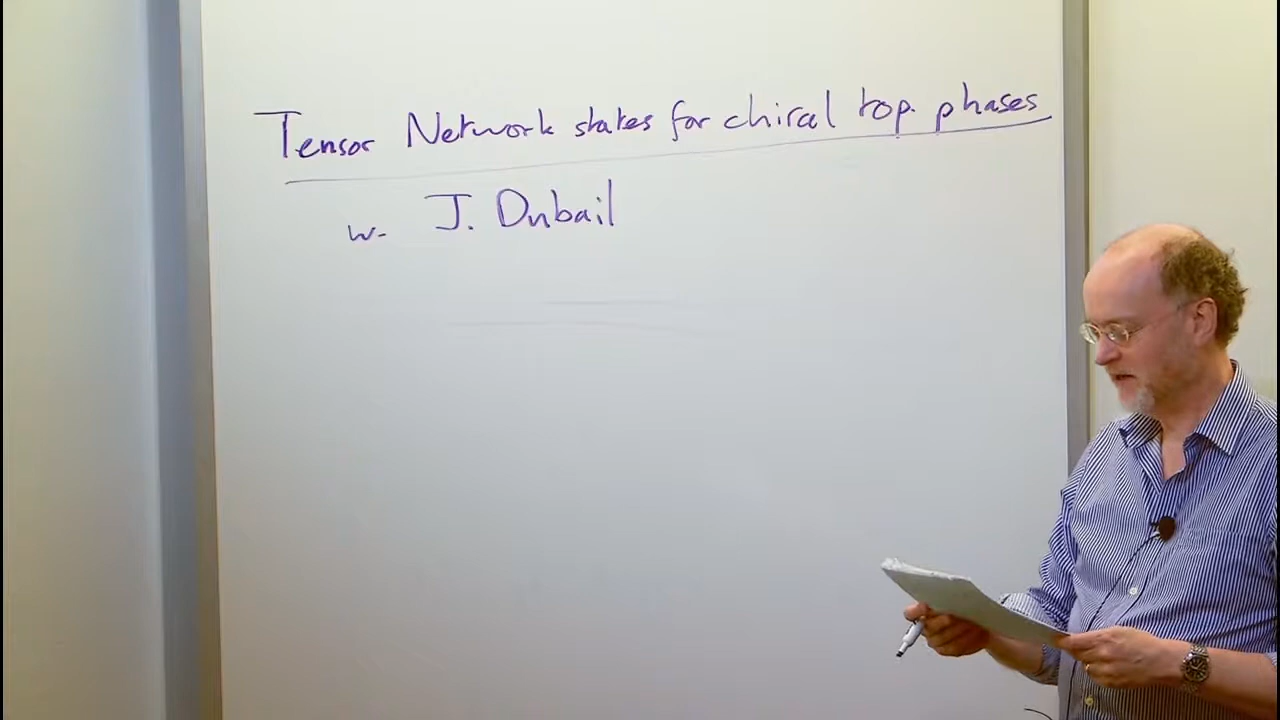 Tensor Network states for chiral top. phases
w. J. Dubail